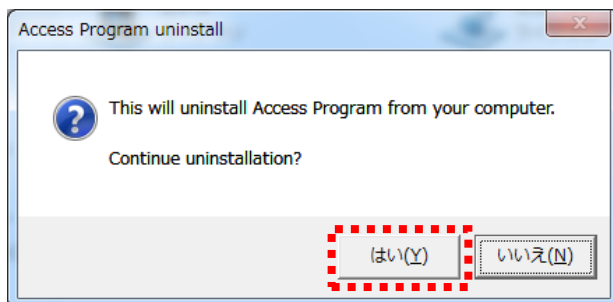 Access Program uninstall
This will uninstall Access Program from your computer.
Continue uninstallation?
はい(Y)
いいえ(N)